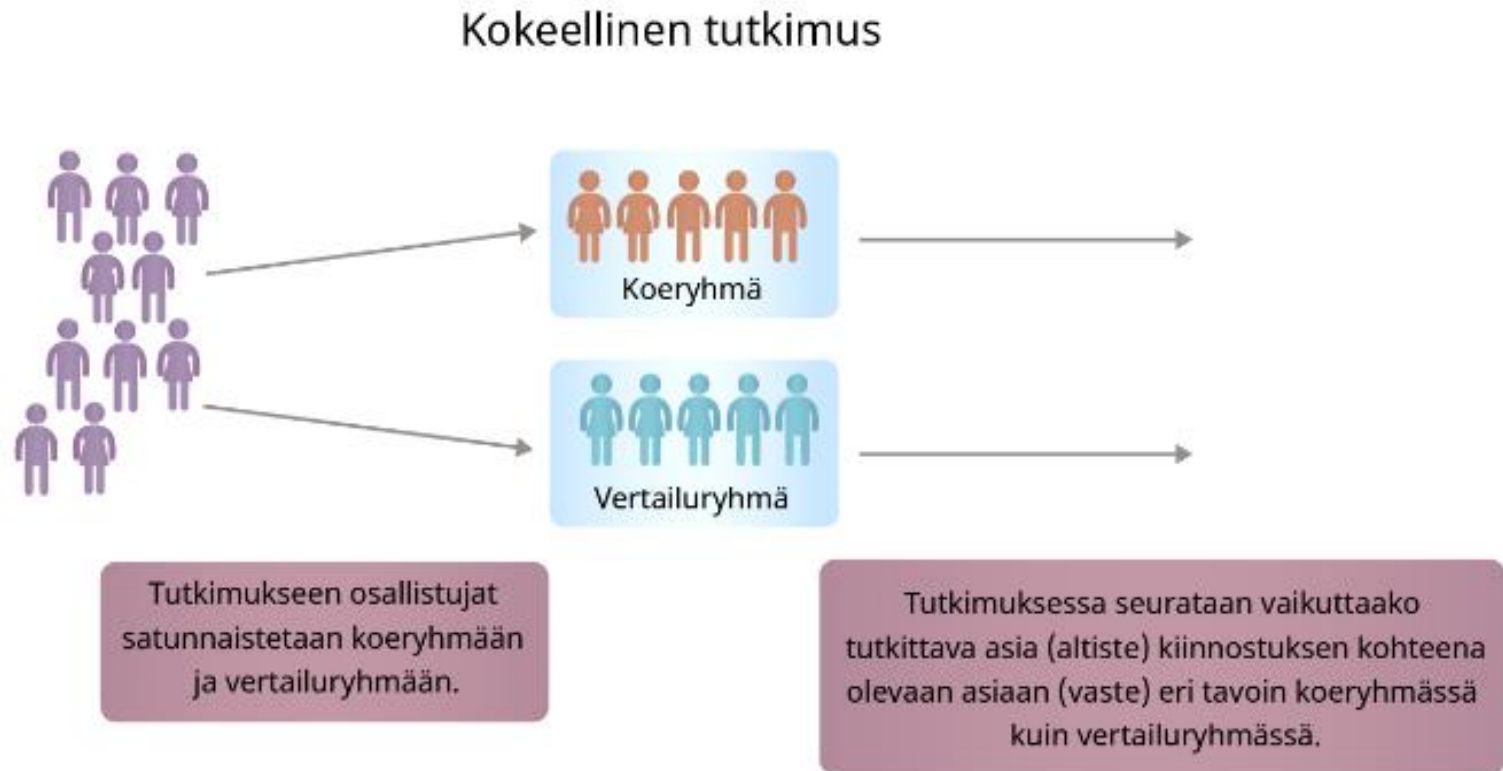 Kokeellinen tutkimus
Koeryhmä
Vertailuryhmä
Tutkimukseen osallistujat
satunnaistetaan koeryhmään
ja vertailuryhmään.
Tutkimuksessa seurataan vaikuttaako
tutkittava asia (altiste) kiinnostuksen kohteena
olevaan asiaan (vaste) eri tavoin koeryhmässä
kuin vertailuryhmässä.